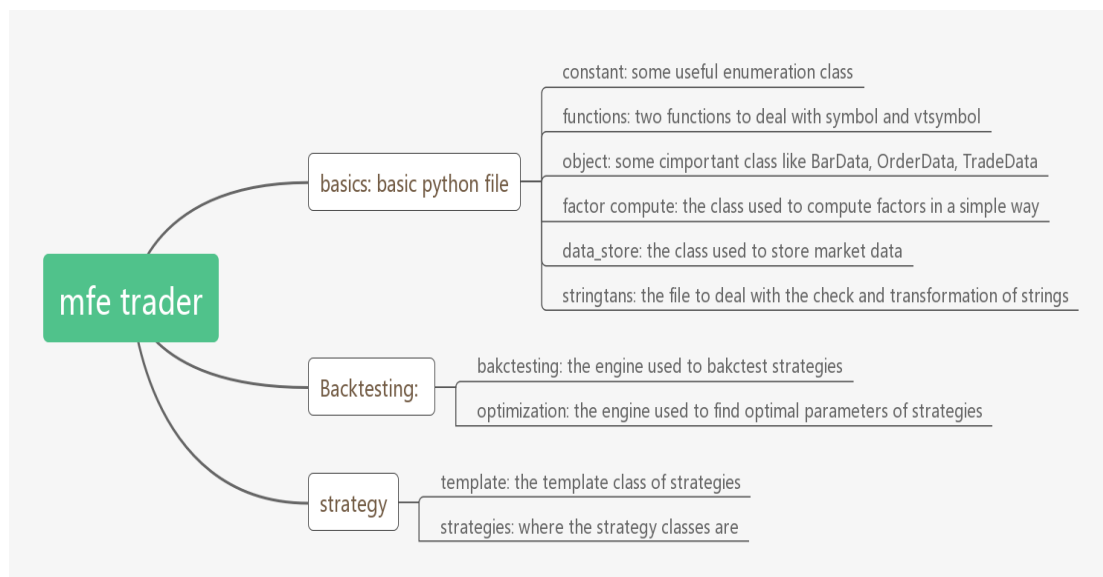 mfe trader
basics: basic python file
constant: some useful enumeration class
functions: two functions to deal with symbol and vtsymbol
object: some cimportant class like BarData, OrderData, TradeData
factor compute: the class used to compute factors in a simple way
data_store: the class used to store market data
stringtans: the file to deal with the check and transformation of strings
Backtesting:
bakctesting: the engine used to bakctest strategies
optimization: the engine used to find optimal parameters of strategies
strategy
template: the template class of strategies
strategies: where the strategy classes are